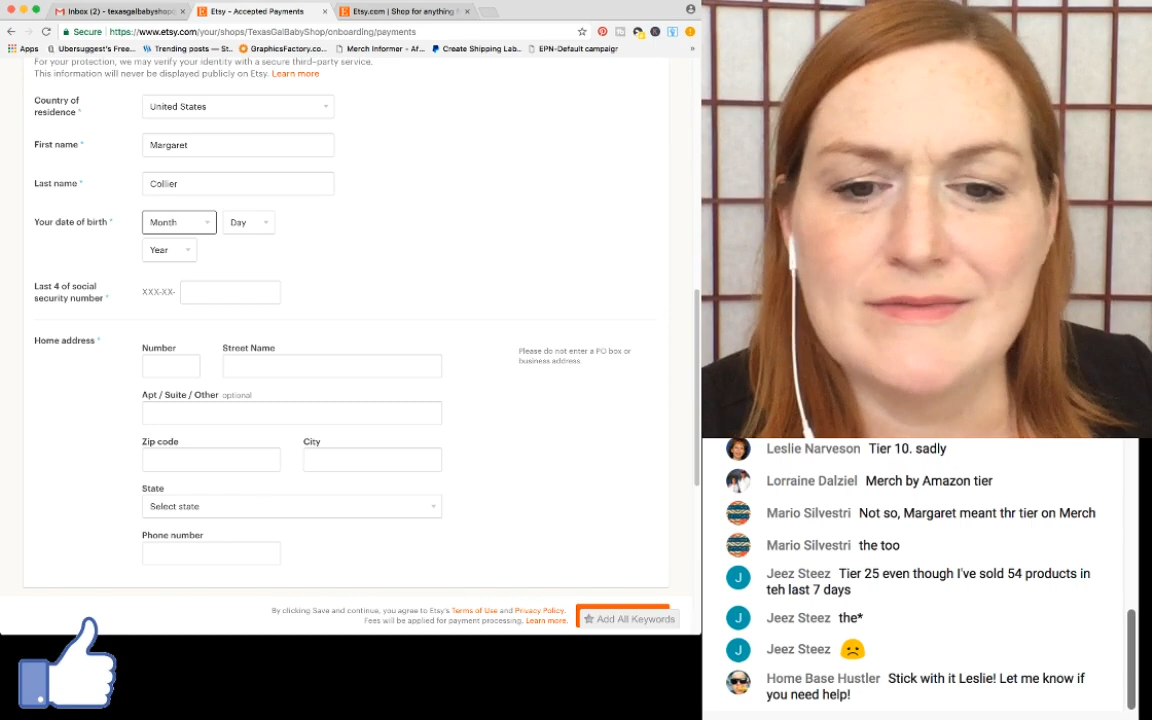 Inbox (2) - texasgalbabyshop
Etsy - Accepted Payments
Etsy.com | Shop for anything f
Secure
https://www.etsy.com/your/shops/TexasGalBabyShop/onboarding/payments
Apps
Ubersuggest's Free...
Trending posts — St...
GraphicsFactory.co...
Merch Informer - Af...
Create Shipping Lab...
EPN-Default campaign
»
For your protection, we may verify your identity with a secure third-party service.
This information will never be displayed publicly on Etsy. Learn more
Country of
residence *
United States
First name *
Margaret
Last name *
Collier
Your date of birth *
Month
Day
Year
Last 4 of social
security number *
XXX-XX-
Home address *
Number
Street Name
Please do not enter a PO box or
business address.
Apt / Suite / Other optional
Zip code
City
State
Select state
Phone number
By clicking Save and continue, you agree to Etsy's Terms of Use and Privacy Policy.
Fees will be applied for payment processing. Learn more.
Add All Keywords
Leslie Narveson Tier 10. sadly
Lorraine Dalziel Merch by Amazon tier
Mario Silvestri Not so, Margaret meant thr tier on Merch
Mario Silvestri the too
J
Jeez Steez Tier 25 even though I've sold 54 products in
teh last 7 days
J
Jeez Steez the*
J
Jeez Steez
Home Base Hustler Stick with it Leslie! Let me know if
you need help!